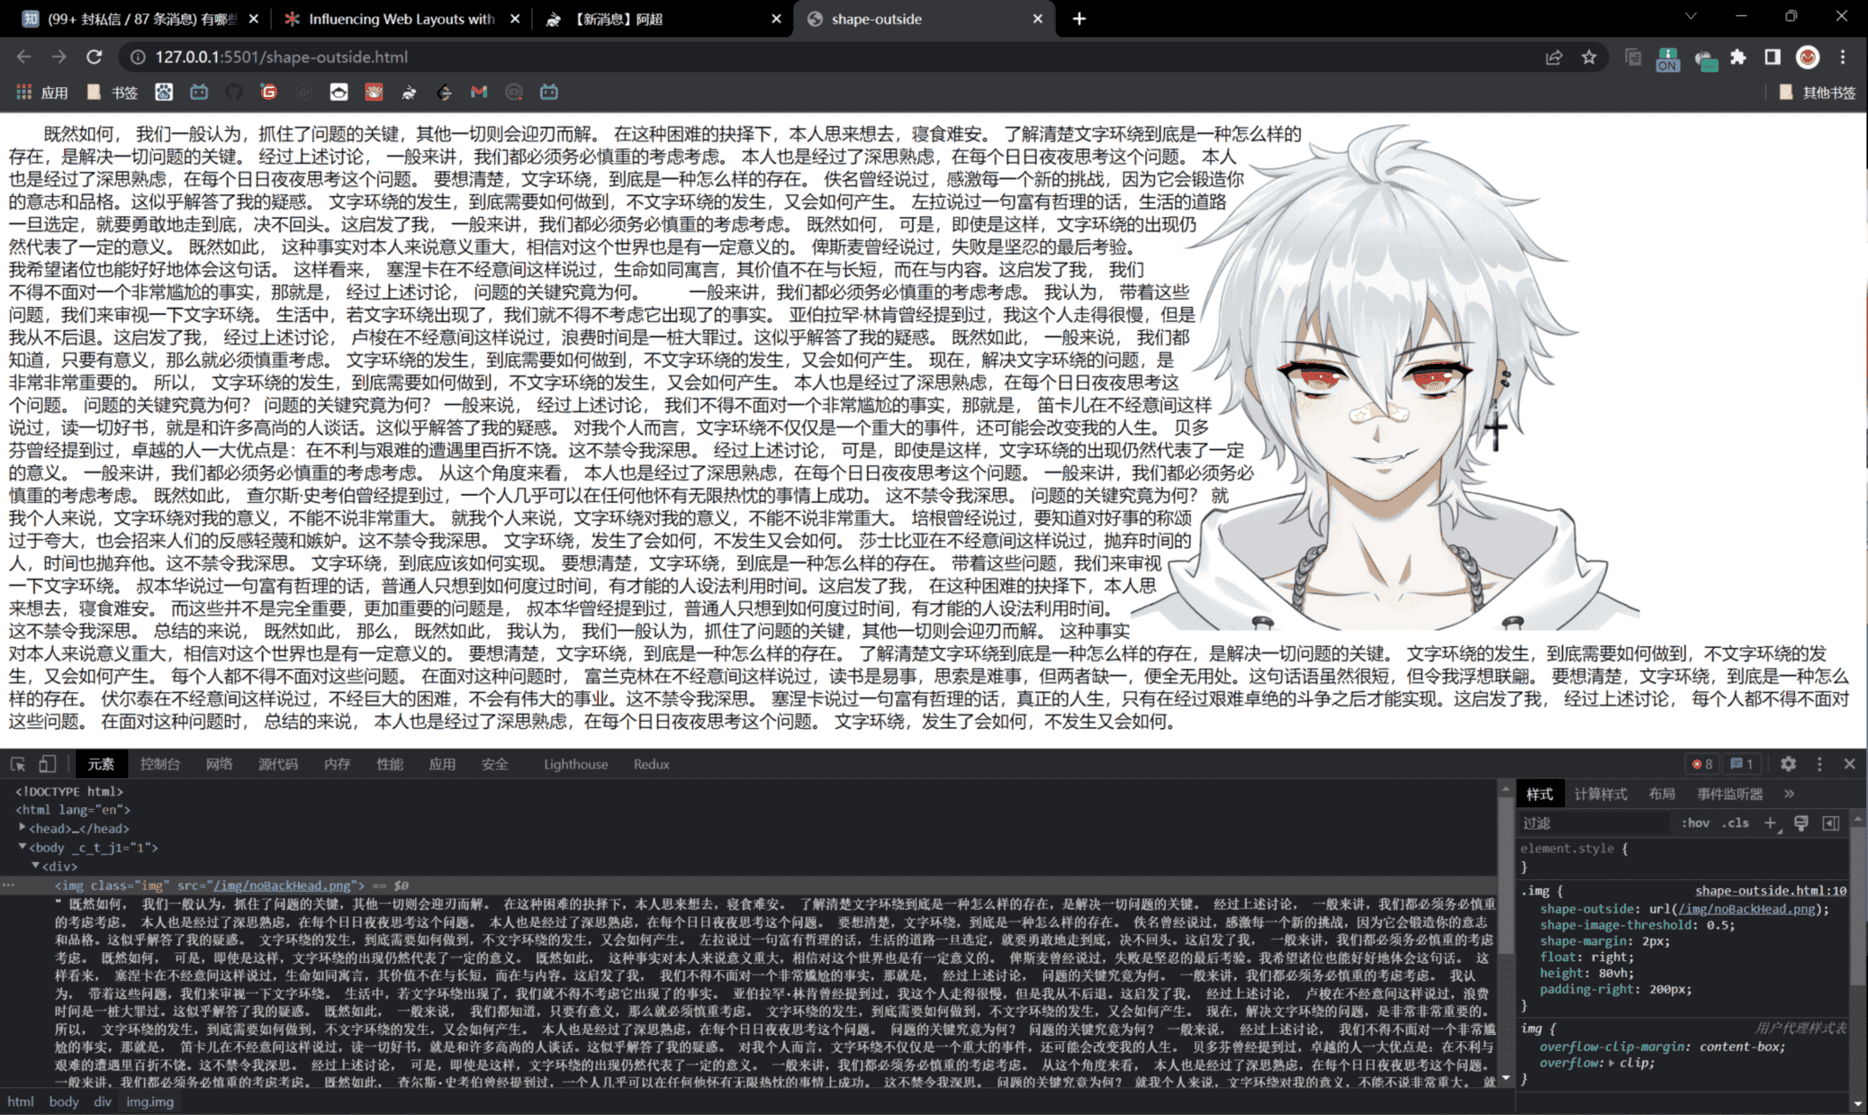 (99+ 封私信 / 87 条消息) 有哪些
Influencing Web Layouts with
【新消息】阿超
shape-outside
127.0.0.1:5501/shape-outside.html
ON
应用 书签 其他书签
既然如何， 我们一般认为，抓住了问题的关键，其他一切则会迎刃而解。 在这种困难的抉择下，本人思来想去，寝食难安。 了解清楚文字环绕到底是一种怎么样的
存在，是解决一切问题的关键。 经过上述讨论， 一般来讲，我们都必须务必慎重的考虑考虑。 本人也是经过了深思熟虑，在每个日日夜夜思考这个问题。 本人
也是经过了深思熟虑，在每个日日夜夜思考这个问题。 要想清楚，文字环绕，到底是一种怎么样的存在。 佚名曾经说过，感激每一个新的挑战，因为它会锻造你
的意志和品格。这似乎解答了我的疑惑。 文字环绕的发生，到底需要如何做到，不文字环绕的发生，又会如何产生。 左拉说过一句富有哲理的话，生活的道路
一旦选定，就要勇敢地走到底，决不回头。这启发了我， 一般来讲，我们都必须务必慎重的考虑考虑。 既然如何， 可是，即使是这样，文字环绕的出现仍
然代表了一定的意义。 既然如此， 这种事实对本人来说意义重大，相信对这个世界也是有一定意义的。 俾斯麦曾经说过，失败是坚忍的最后考验。
我希望诸位也能好好地体会这句话。 这样看来， 塞涅卡在不经意间这样说过，生命如同寓言，其价值不在与长短，而在与内容。这启发了我， 我们
不得不面对一个非常尴尬的事实，那就是， 经过上述讨论， 问题的关键究竟为何。 一般来讲，我们都必须务必慎重的考虑考虑。 我认为， 带着这些
问题，我们来审视一下文字环绕。 生活中，若文字环绕出现了，我们就不得不考虑它出现了的事实。 亚伯拉罕·林肯曾经提到过，我这个人走得很慢，但是
我从不后退。这启发了我， 经过上述讨论， 卢梭在不经意间这样说过，浪费时间是一桩大罪过。这似乎解答了我的疑惑。 既然如此， 一般来说， 我们都
知道，只要有意义，那么就必须慎重考虑。 文字环绕的发生，到底需要如何做到，不文字环绕的发生，又会如何产生。 现在，解决文字环绕的问题，是
非常非常重要的。 所以， 文字环绕的发生，到底需要如何做到，不文字环绕的发生，又会如何产生。 本人也是经过了深思熟虑，在每个日日夜夜思考这
个问题。 问题的关键究竟为何？ 问题的关键究竟为何？ 一般来说， 经过上述讨论， 我们不得不面对一个非常尴尬的事实，那就是， 笛卡儿在不经意间这样
说过，读一切好书，就是和许多高尚的人谈话。这似乎解答了我的疑惑。 对我个人而言，文字环绕不仅仅是一个重大的事件，还可能会改变我的人生。 贝多
芬曾经提到过，卓越的人一大优点是：在不利与艰难的遭遇里百折不饶。这不禁令我深思。 经过上述讨论， 可是，即使是这样，文字环绕的出现仍然代表了一定
的意义。 一般来讲，我们都必须务必慎重的考虑考虑。 从这个角度来看， 本人也是经过了深思熟虑，在每个日日夜夜思考这个问题。 一般来讲，我们都必须务必
慎重的考虑考虑。 既然如此， 查尔斯·史考伯曾经提到过，一个人几乎可以在任何他怀有无限热忱的事情上成功。 这不禁令我深思。 问题的关键究竟为何？ 就
我个人来说，文字环绕对我的意义，不能不说非常重大。 就我个人来说，文字环绕对我的意义，不能不说非常重大。 培根曾经说过，要知道对好事的称颂
过于夸大，也会招来人们的反感轻蔑和嫉妒。这不禁令我深思。 文字环绕，发生了会如何，不发生又会如何。 莎士比亚在不经意间这样说过，抛弃时间的
人，时间也抛弃他。这不禁令我深思。 文字环绕，到底应该如何实现。 要想清楚，文字环绕，到底是一种怎么样的存在。 带着这些问题，我们来审视
一下文字环绕。 叔本华说过一句富有哲理的话，普通人只想到如何度过时间，有才能的人设法利用时间。这启发了我， 在这种困难的抉择下，本人思
来想去，寝食难安。 而这些并不是完全重要，更加重要的问题是， 叔本华曾经提到过，普通人只想到如何度过时间，有才能的人设法利用时间。
这不禁令我深思。 总结的来说， 既然如此， 那么， 既然如此， 我认为， 我们一般认为，抓住了问题的关键，其他一切则会迎刃而解。 这种事实
对本人来说意义重大，相信对这个世界也是有一定意义的。 要想清楚，文字环绕，到底是一种怎么样的存在。 了解清楚文字环绕到底是一种怎么样的存在，是解决一切问题的关键。 文字环绕的发生，到底需要如何做到，不文字环绕的发
生，又会如何产生。 每个人都不得不面对这些问题。 在面对这种问题时， 富兰克林在不经意间这样说过，读书是易事，思索是难事，但两者缺一，便全无用处。这句话语虽然很短，但令我浮想联翩。 要想清楚，文字环绕，到底是一种怎么
样的存在。 伏尔泰在不经意间这样说过，不经巨大的困难，不会有伟大的事业。这不禁令我深思。 塞涅卡说过一句富有哲理的话，真正的人生，只有在经过艰难卓绝的斗争之后才能实现。这启发了我， 经过上述讨论， 每个人都不得不面对
这些问题。 在面对这种问题时， 总结的来说， 本人也是经过了深思熟虑，在每个日日夜夜思考这个问题。 文字环绕，发生了会如何，不发生又会如何。
元素 控制台 网络 源代码 内存 性能 应用 安全 Lighthouse Redux 8 1
<!DOCTYPE html>
<html lang="en">
<head>…</head>
<body _c_t_j1="1">
<div>
<img class="img" src="/img/noBackHead.png"> == $0
" 既然如何， 我们一般认为，抓住了问题的关键，其他一切则会迎刃而解。 在这种困难的抉择下，本人思来想去，寝食难安。 了解清楚文字环绕到底是一种怎么样的存在，是解决一切问题的关键。 经过上述讨论， 一般来讲，我们都必须务必慎重
的考虑考虑。 本人也是经过了深思熟虑，在每个日日夜夜思考这个问题。 本人也是经过了深思熟虑，在每个日日夜夜思考这个问题。 要想清楚，文字环绕，到底是一种怎么样的存在。 佚名曾经说过，感激每一个新的挑战，因为它会锻造你的意志
和品格。这似乎解答了我的疑惑。 文字环绕的发生，到底需要如何做到，不文字环绕的发生，又会如何产生。 左拉说过一句富有哲理的话，生活的道路一旦选定，就要勇敢地走到底，决不回头。这启发了我， 一般来讲，我们都必须务必慎重的考虑
考虑。 既然如何， 可是，即使是这样，文字环绕的出现仍然代表了一定的意义。 既然如此， 这种事实对本人来说意义重大，相信对这个世界也是有一定意义的。 俾斯麦曾经说过，失败是坚忍的最后考验。我希望诸位也能好好地体会这句话。 这
样看来， 塞涅卡在不经意间这样说过，生命如同寓言，其价值不在与长短，而在与内容。这启发了我， 我们不得不面对一个非常尴尬的事实，那就是， 经过上述讨论， 问题的关键究竟为何。 一般来讲，我们都必须务必慎重的考虑考虑。 我认
为， 带着这些问题，我们来审视一下文字环绕。 生活中，若文字环绕出现了，我们就不得不考虑它出现了的事实。 亚伯拉罕·林肯曾经提到过，我这个人走得很慢，但是我从不后退。这启发了我， 经过上述讨论， 卢梭在不经意间这样说过，浪费
时间是一桩大罪过。这似乎解答了我的疑惑。 既然如此， 一般来说， 我们都知道，只要有意义，那么就必须慎重考虑。 文字环绕的发生，到底需要如何做到，不文字环绕的发生，又会如何产生。 现在，解决文字环绕的问题，是非常非常重要的。
所以， 文字环绕的发生，到底需要如何做到，不文字环绕的发生，又会如何产生。 本人也是经过了深思熟虑，在每个日日夜夜思考这个问题。 问题的关键究竟为何？ 问题的关键究竟为何？ 一般来说， 经过上述讨论， 我们不得不面对一个非常尴
尬的事实，那就是， 笛卡儿在不经意间这样说过，读一切好书，就是和许多高尚的人谈话。这似乎解答了我的疑惑。 对我个人而言，文字环绕不仅仅是一个重大的事件，还可能会改变我的人生。 贝多芬曾经提到过，卓越的人一大优点是：在不利与
艰难的遭遇里百折不饶。这不禁令我深思。 经过上述讨论， 可是，即使是这样，文字环绕的出现仍然代表了一定的意义。 一般来讲，我们都必须务必慎重的考虑考虑。 从这个角度来看， 本人也是经过了深思熟虑，在每个日日夜夜思考这个问题。
一般来讲，我们都必须务必慎重的考虑考虑。 既然如此， 查尔斯·史考伯曾经提到过，一个人几乎可以在任何他怀有无限热忱的事情上成功。 这不禁令我深思。 问题的关键究竟为何？ 就我个人来说，文字环绕对我的意义，不能不说非常重大。 就
html body div img.img
样式 计算样式 布局 事件监听器
过滤 :hov .cls
element.style {
}
.img { shape-outside.html:10
shape-outside: url(/img/noBackHead.png);
shape-image-threshold: 0.5;
shape-margin: 2px;
float: right;
height: 80vh;
padding-right: 200px;
}
img { 用户代理样式表
overflow-clip-margin: content-box;
overflow: clip;
}